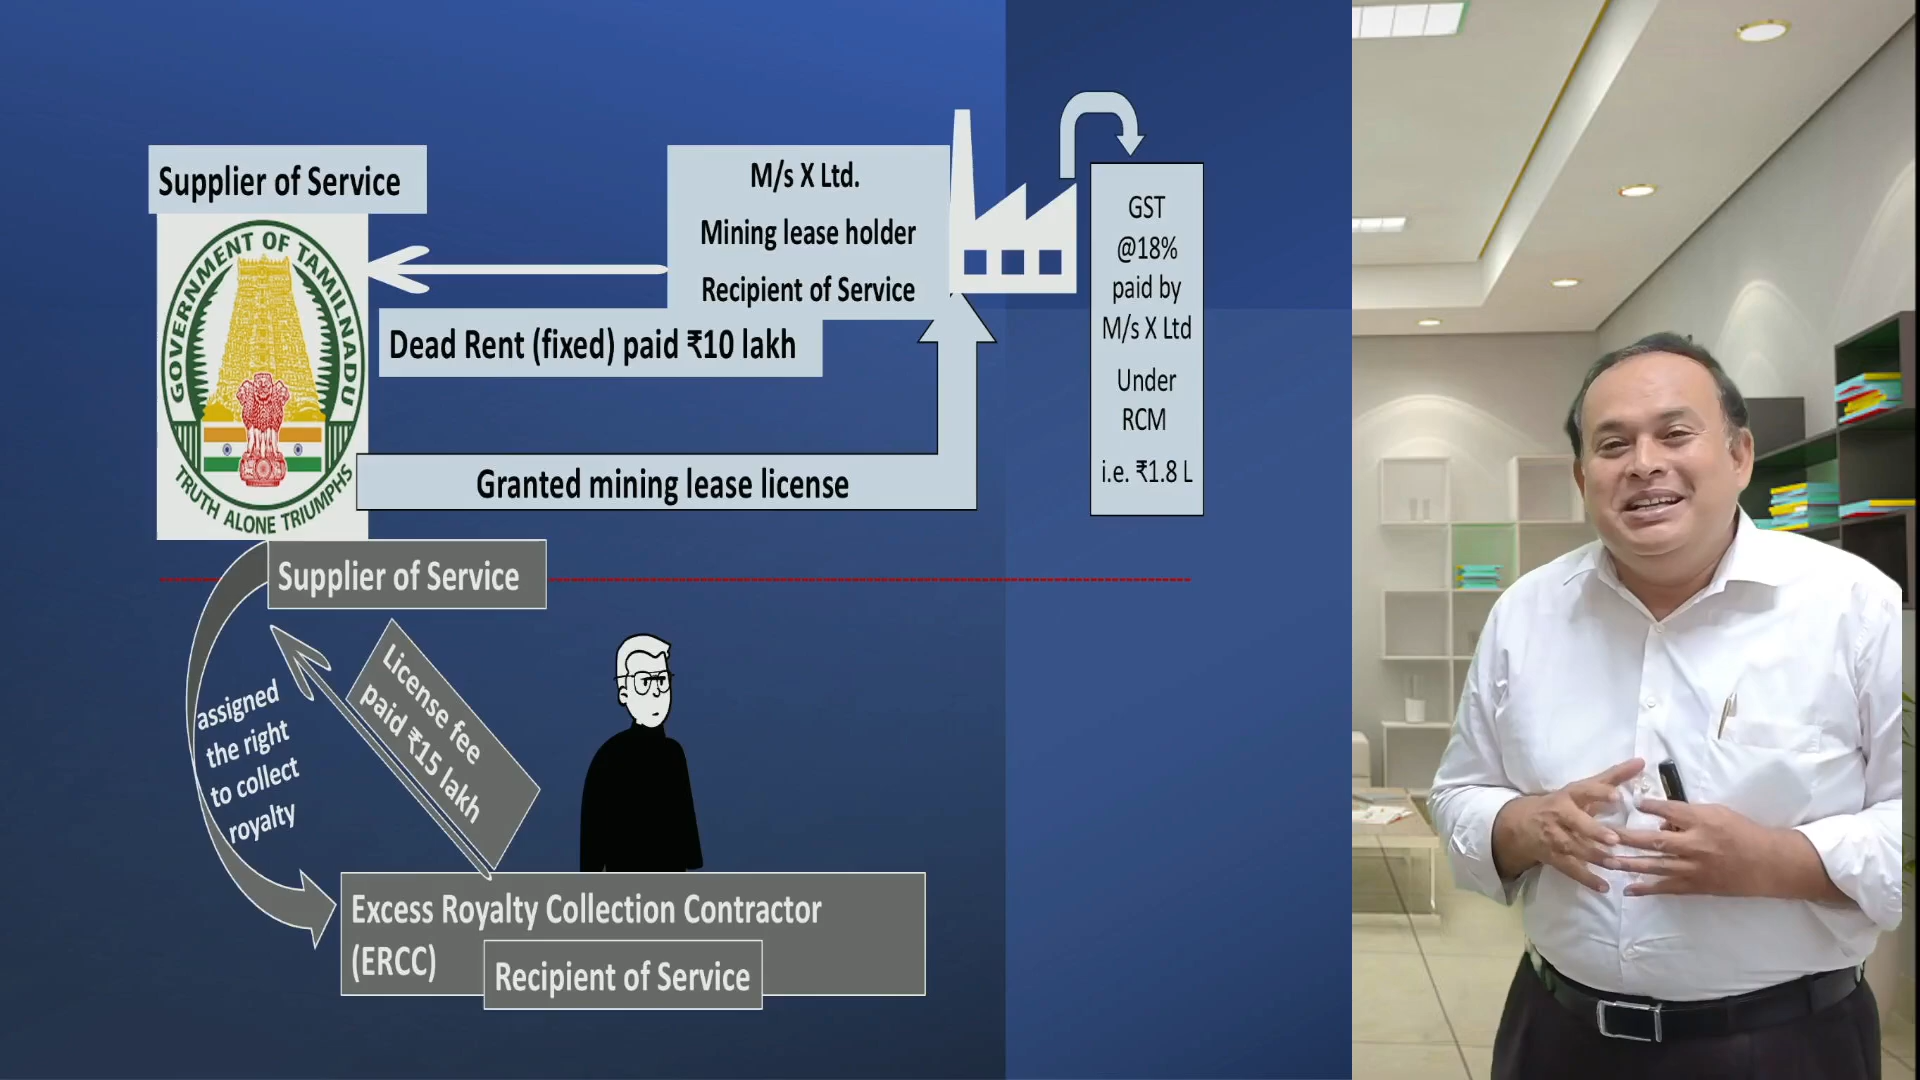 Supplier of Service
GOVERNMENT OF TAMILNADU
TRUTH ALONE TRIUMPHS
M/s X Ltd.
Mining lease holder
Recipient of Service
Dead Rent (fixed) paid ₹10 lakh
Granted mining lease license
GST
@18%
paid by
M/s X Ltd
Under
RCM
i.e. ₹1.8 L
Supplier of Service
assigned
the right
to collect
royalty
License fee
paid ₹15 lakh
Excess Royalty Collection Contractor
(ERCC)
Recipient of Service